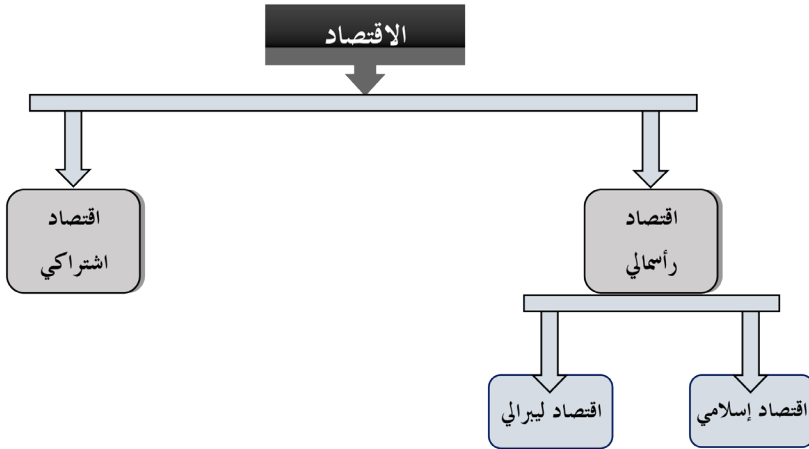 الاقتصاد
اقتصاد
رأسمالي
اقتصاد
اشتراكي
اقتصاد إسلامي
اقتصاد ليبرالي